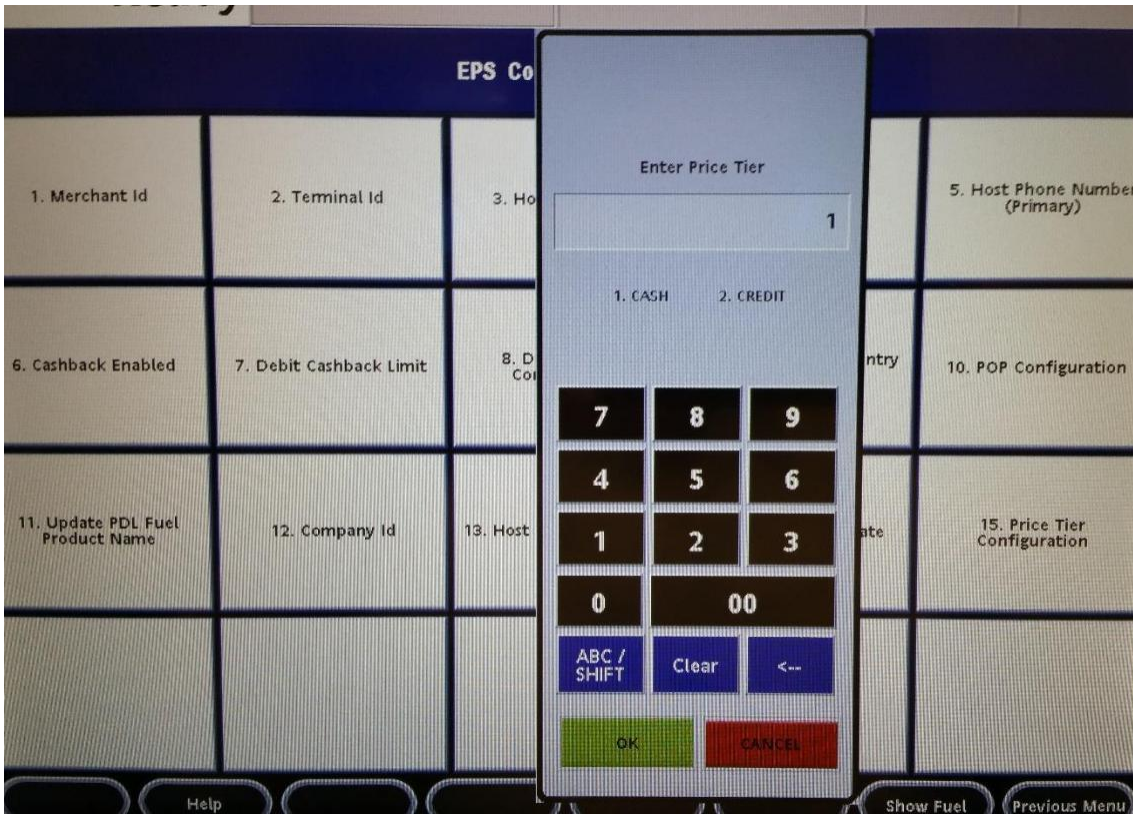 EPS Co
Enter Price Tier
1
1. CASH 2. CREDIT
1. Merchant Id
2. Terminal Id
3. Ho
5. Host Phone Number
(Primary)
6. Cashback Enabled
7. Debit Cashback Limit
8. D
Co
ntry
10. POP Configuration
7 8 9
4 5 6
1 2 3
0 00
ABC /
SHIFT
Clear
<--
OK
CANCEL
11. Update PDL Fuel
Product Name
12. Company Id
13. Host
ate
15. Price Tier
Configuration
Help
Show Fuel
Previous Menu